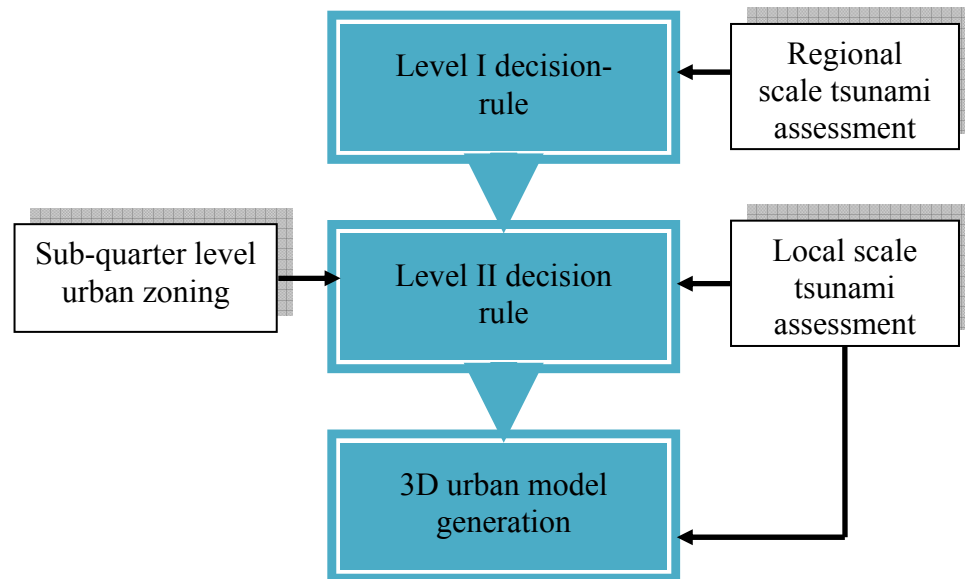 Level I decision-
rule
Regional
scale tsunami
assessment
Sub-quarter level
urban zoning
Level II decision
rule
Local scale
tsunami
assessment
3D urban model
generation